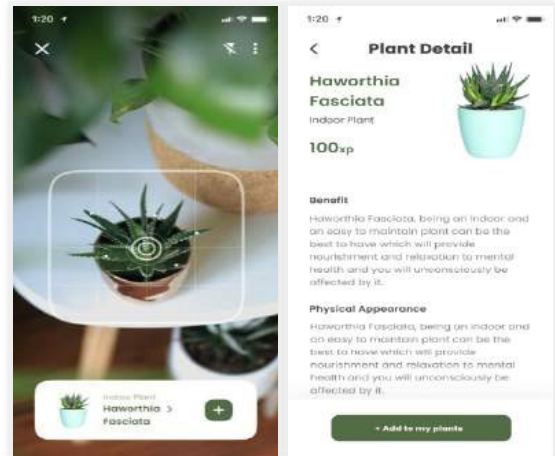 1:20
Indoor Plant
Haworthia >
Fasciata
+
1:20
< Plant Detail
Haworthia
Fasciata
Indoor Plant
100xp
Benefit
Haworthia Fasciata, being an indoor and
an easy to maintain plant can be the
best to have which will provide
nourishment and relaxation to mental
health and you will unconsciously be
affected by it.
Physical Appearance
Haworthia Fasciata, being an indoor and
an easy to maintain plant can be the
best to have which will provide
nourishment and relaxation to mental
health and you will unconsciously be
affected by it.
+ Add to my plants